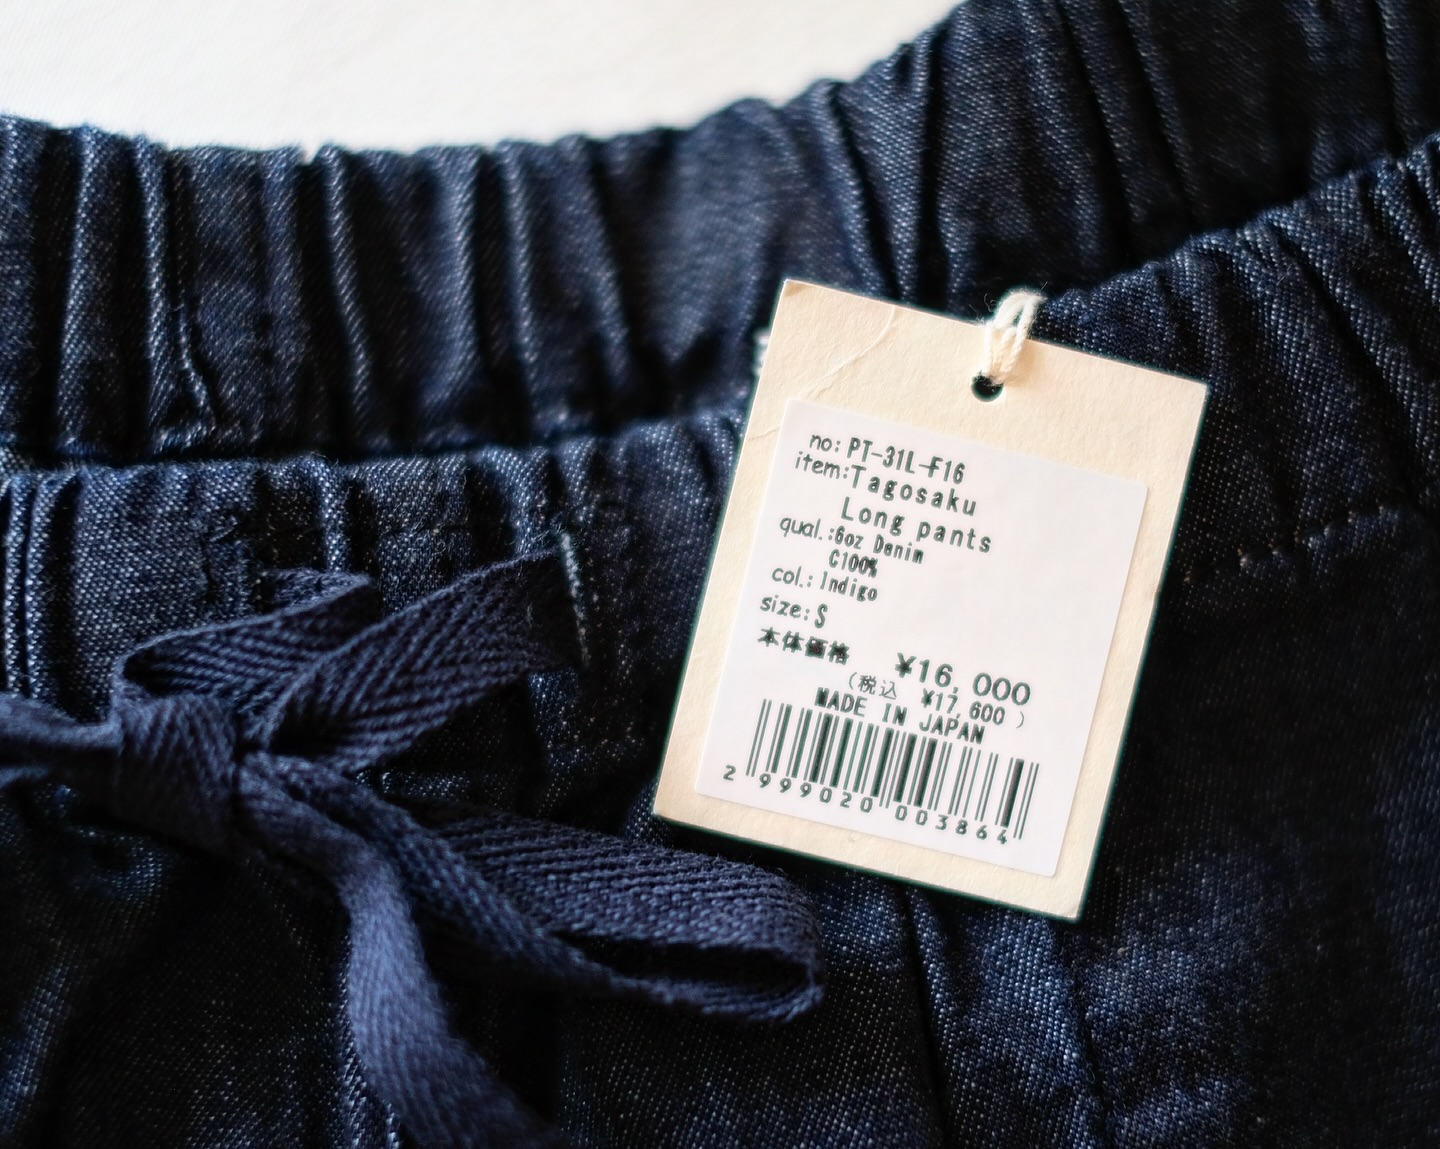 no: PT-31L-F16
item:Tagosaku
Long pants
qual.:6oz Denim
C100%
col.: Indigo
size: S
本体価格 ¥16,000
(税込 ¥17,600 )
MADE IN JAPAN
2 999020 003864